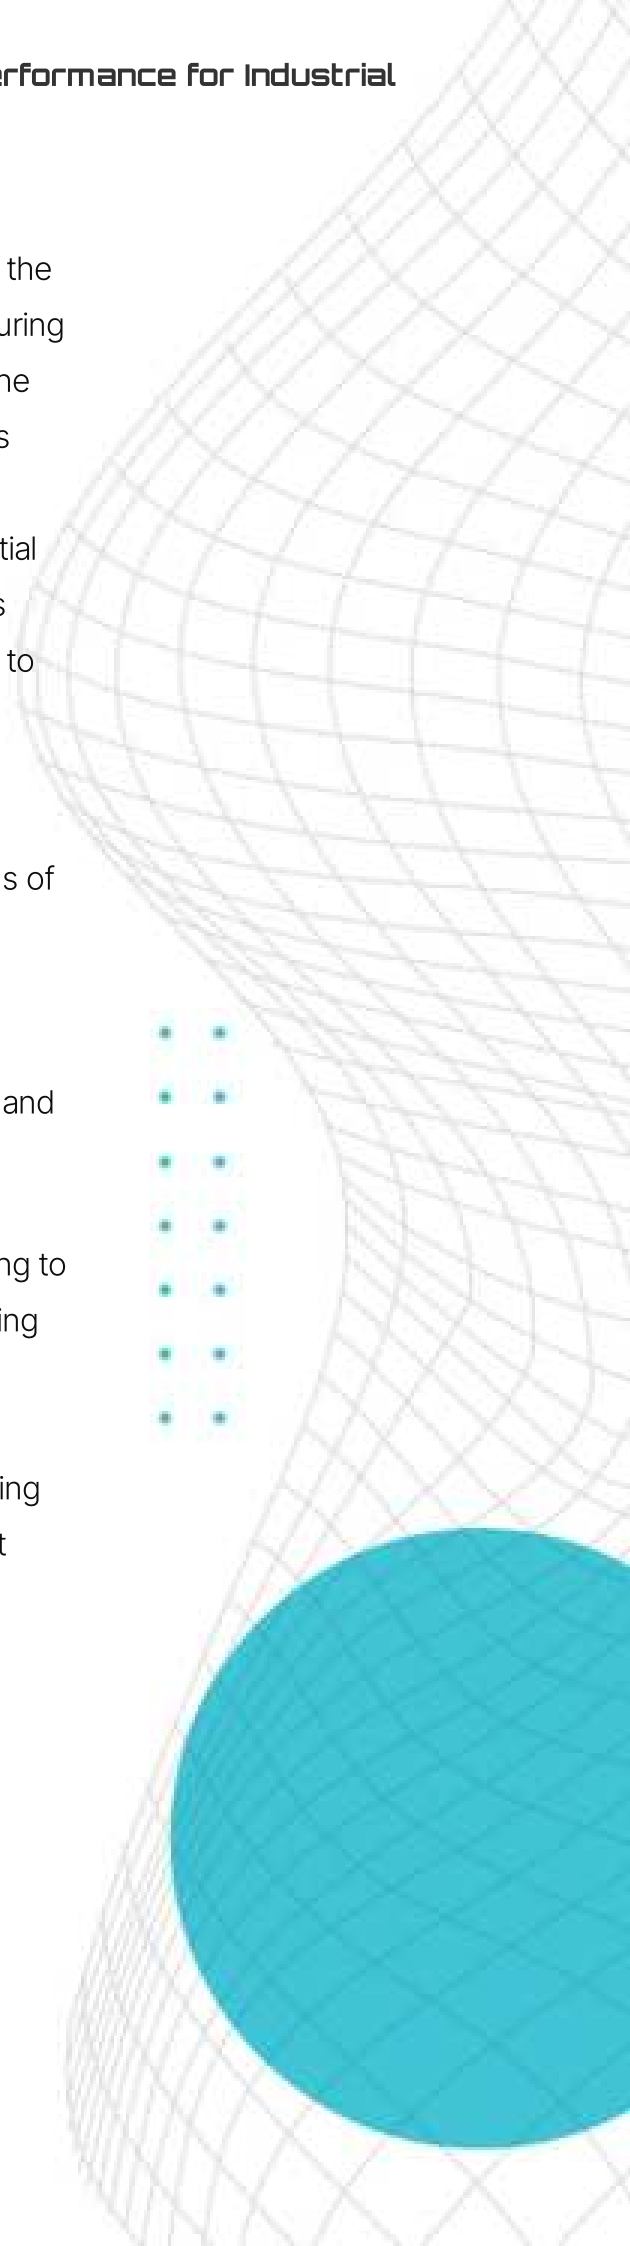 erformance for Industrial
the
uring
ne
s
tial
s
to
s of
and
ng to
ing
ing
t